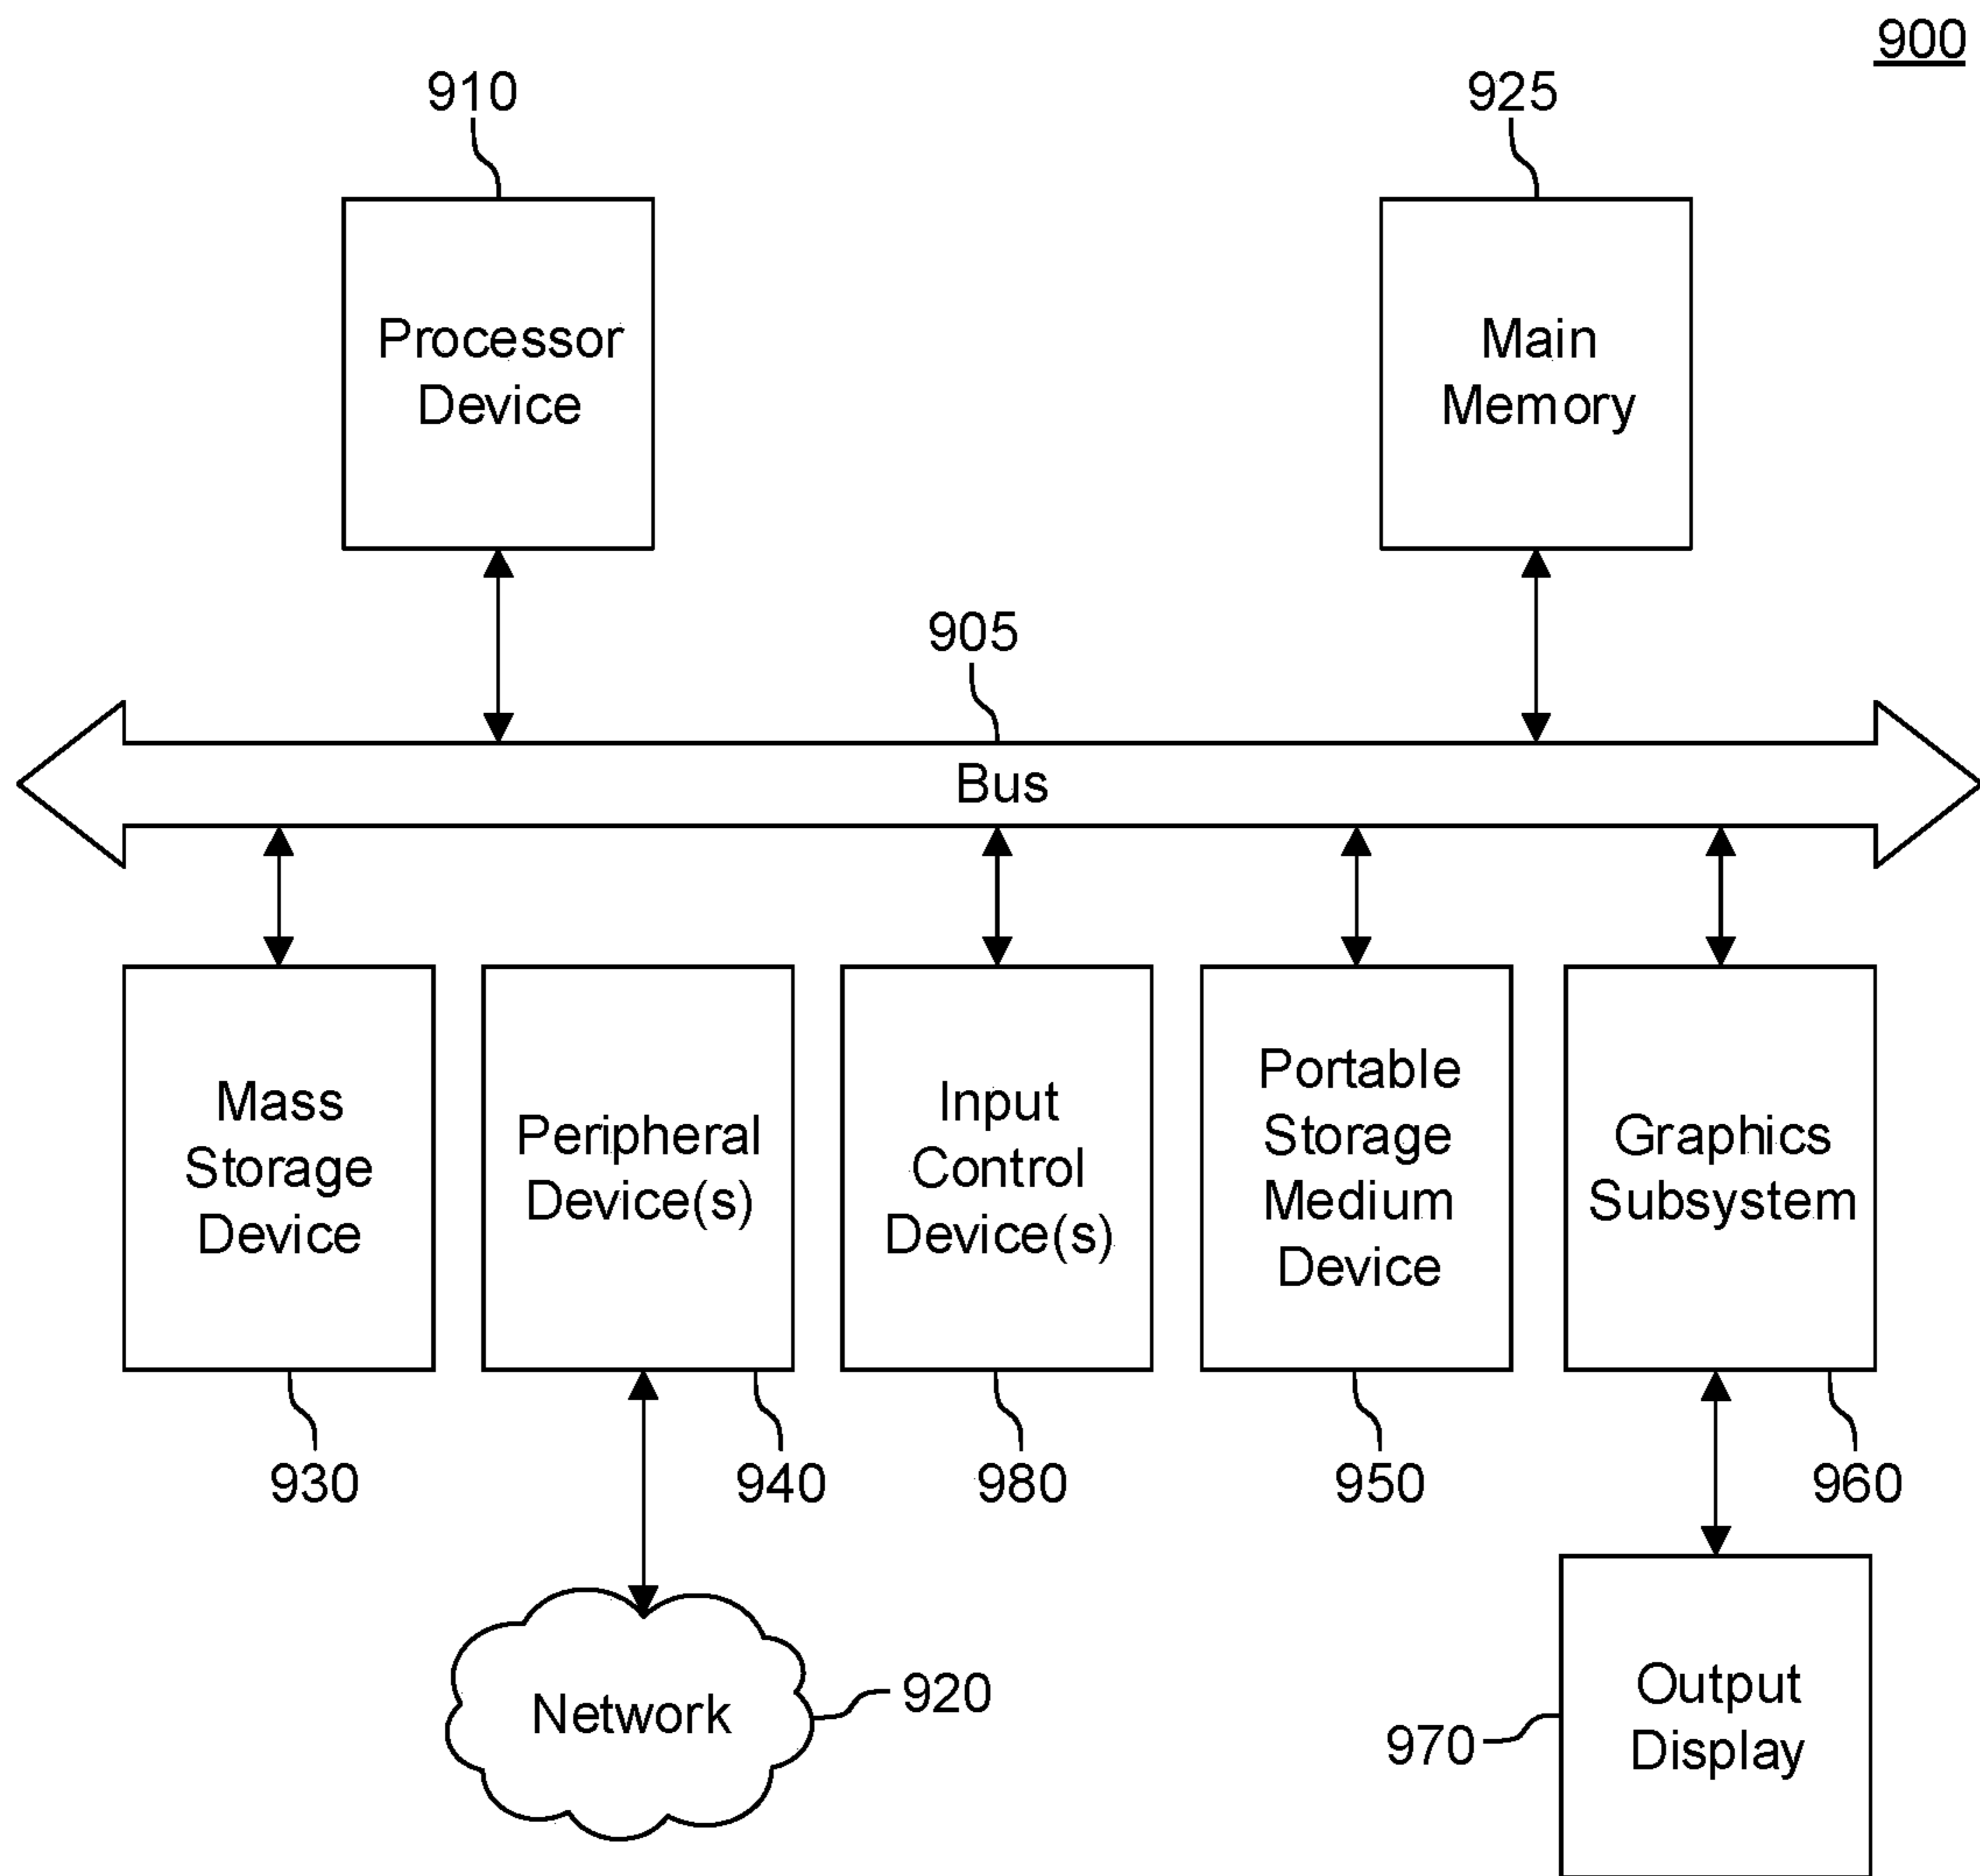 900
910
925
Processor
Device
Main
Memory
905
Bus
Mass
Storage
Device
Peripheral
Device(s)
Input
Control
Device(s)
Portable
Storage
Medium
Device
Graphics
Subsystem
930
940
980
950
960
Network
920
970
Output
Display